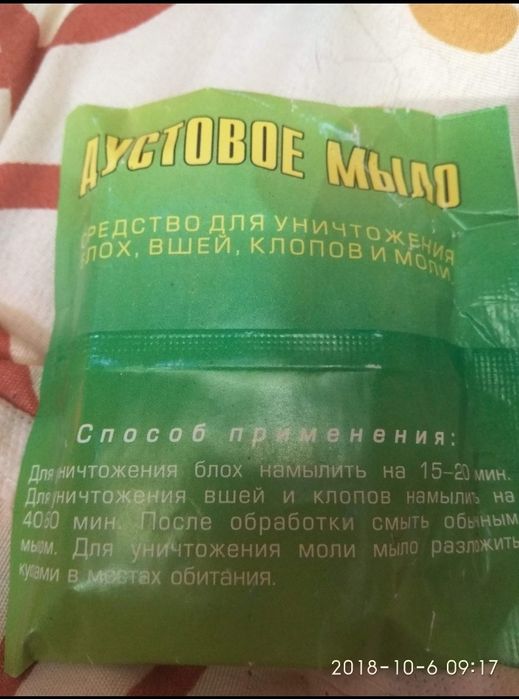 ДУСТОВОЕ МЫЛО
СРЕДСТВО ДЛЯ УНИЧТОЖЕНИЯ
БЛОХ, ВШЕЙ, КЛОПОВ И МОЛИ
Способ применения:
Для уничтожения блох намылить на 15-20 мин.
Для уничтожения вшей и клопов намылить на
40-60 мин. После обработки смыть обычным
мылом. Для уничтожения моли мыло разложить
кусками в местах обитания.
2018-10-6 09:17